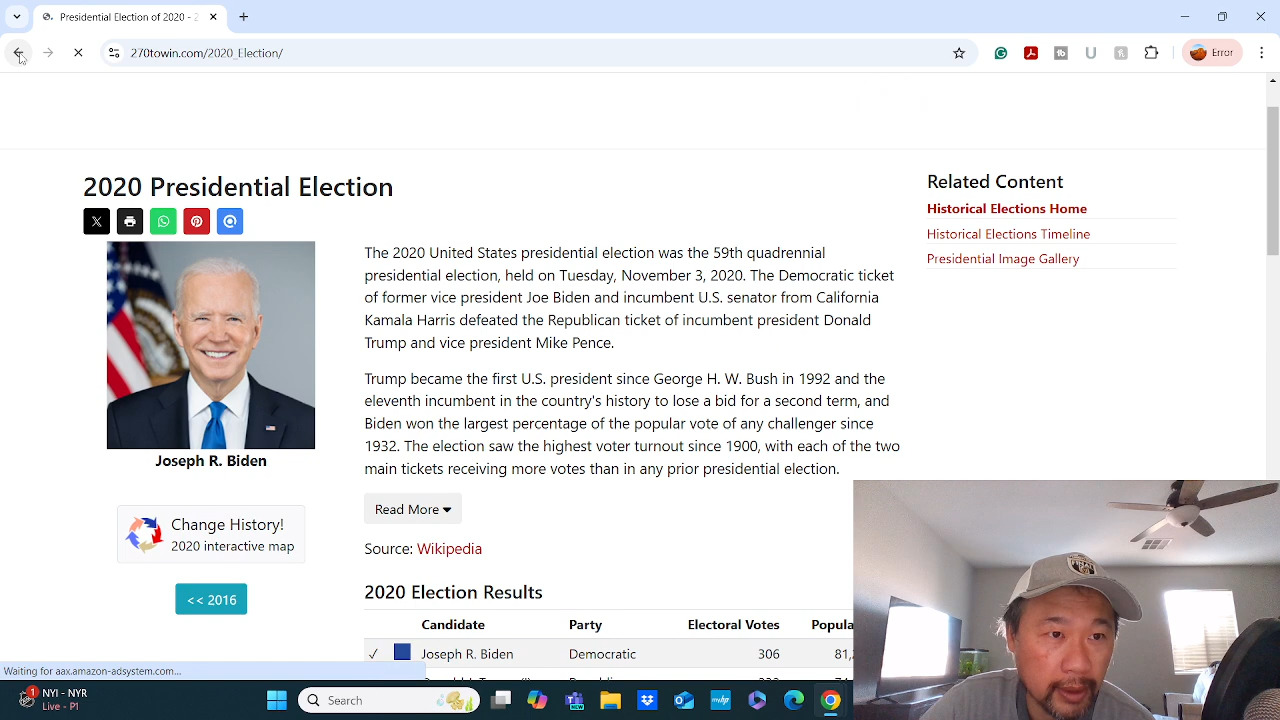 Presidential Election of 2020 - 2
270towin.com/2020_Election/
Error
2020 Presidential Election
Related Content
Historical Elections Home
Historical Elections Timeline
Presidential Image Gallery
The 2020 United States presidential election was the 59th quadrennial
presidential election, held on Tuesday, November 3, 2020. The Democratic ticket
of former vice president Joe Biden and incumbent U.S. senator from California
Kamala Harris defeated the Republican ticket of incumbent president Donald
Trump and vice president Mike Pence.
Trump became the first U.S. president since George H. W. Bush in 1992 and the
eleventh incumbent in the country's history to lose a bid for a second term, and
Biden won the largest percentage of the popular vote of any challenger since
1932. The election saw the highest voter turnout since 1900, with each of the two
main tickets receiving more votes than in any prior presidential election.
Joseph R. Biden
Change History!
2020 interactive map
<< 2016
Read More
Source: Wikipedia
2020 Election Results
Candidate Party Electoral Votes Popula
✓ Joseph R. Biden Democratic 306 81,
Waiting for aax.amazon-adsystem.com...
1
NYI - NYR
Live - P1
Search